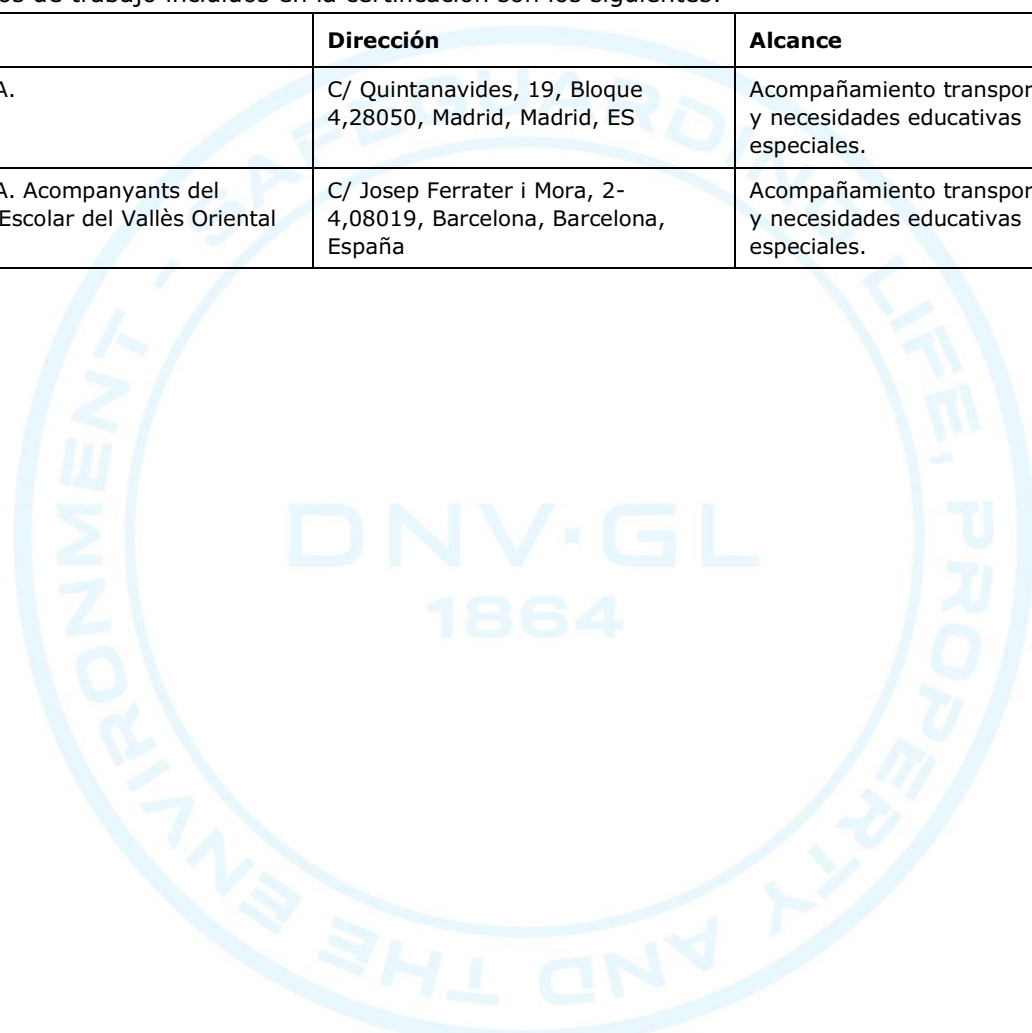 os de trabajo incluidos en la certificación son los siguientes:
Dirección
Alcance
A.
C/ Quintanavides, 19, Bloque
4,28050, Madrid, Madrid, ES
Acompañamiento
y necesidades educativas
especiales.
A. Acompanyants del
Escolar del Vallès Oriental
C/ Josep Ferrater i Mora, 2-
4,08019, Barcelona, Barcelona,
España
Acompañamiento
y necesidades educativas
especiales.
SAFEGUARDING LIFE, PROPERTY AND THE ENVIRONMENT -
DNV·GL
1864